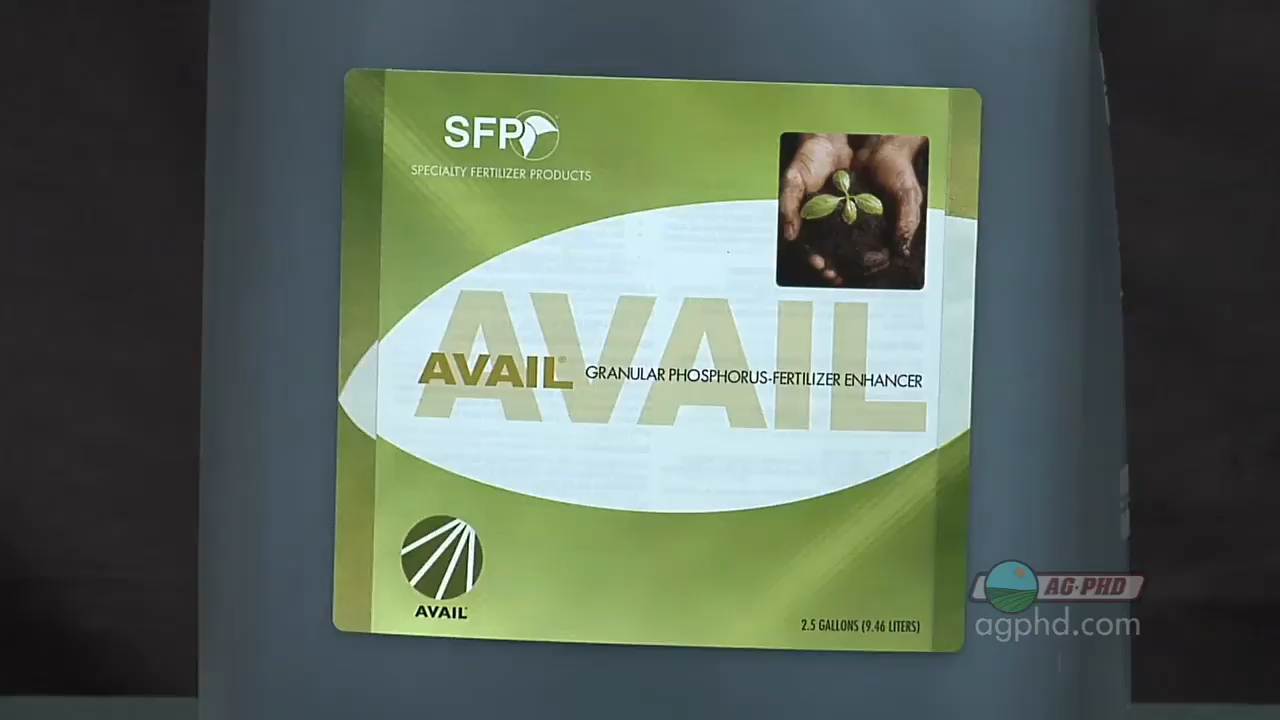 SFP
SPECIALTY FERTILIZER PRODUCTS
AVAIL
AVAIL® GRANULAR PHOSPHORUS-FERTILIZER ENHANCER
AVAIL
2.5 GALLONS (9.46 LITERS)
AG·PHD
agphd.com